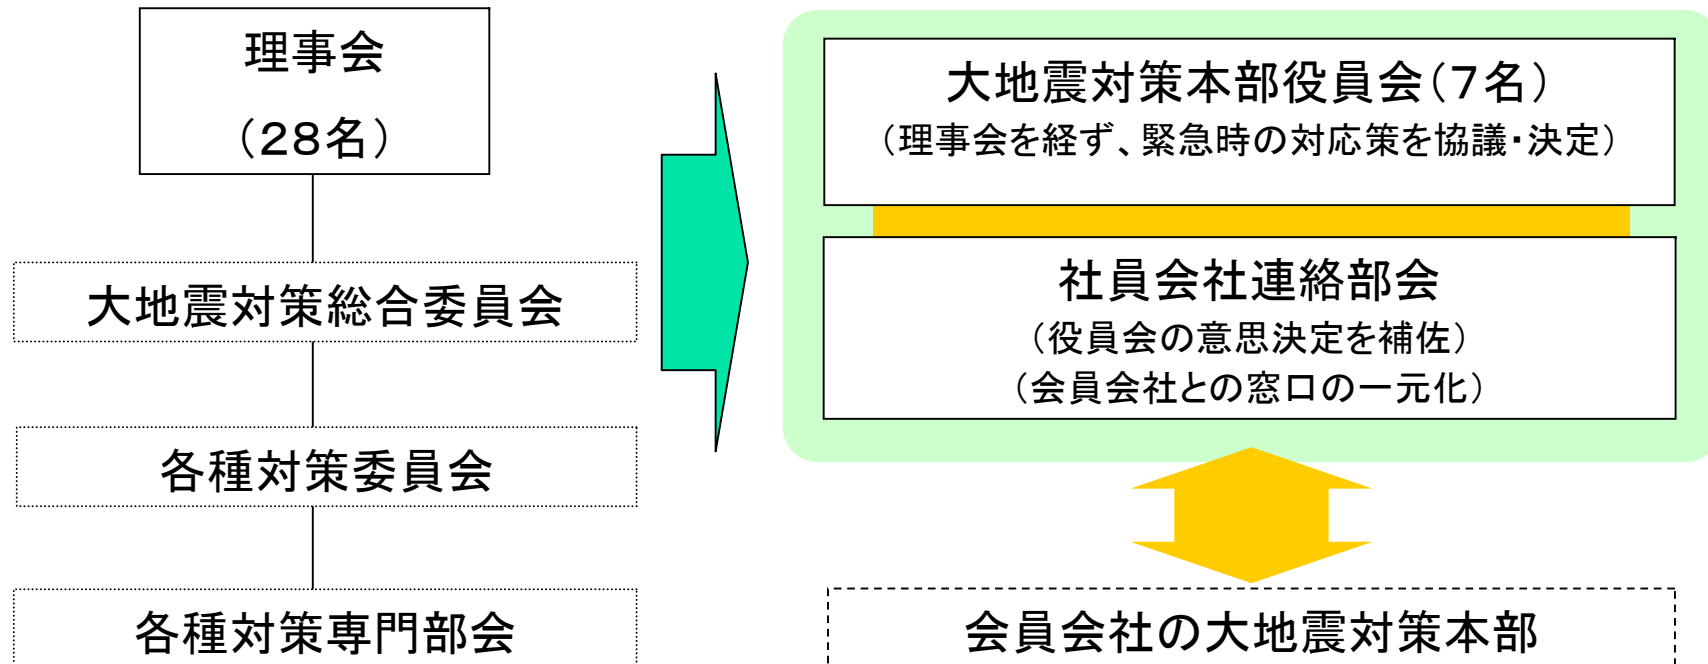 理事会
（28名）
大地震対策総合委員会
各種対策委員会
各種対策専門部会
大地震対策本部役員会（7名）
（理事会を経ず、緊急時の対応策を協議・決定）
社員会社連絡部会
（役員会の意思決定を補佐）
（会員会社との窓口の一元化）
会員会社の大地震対策本部